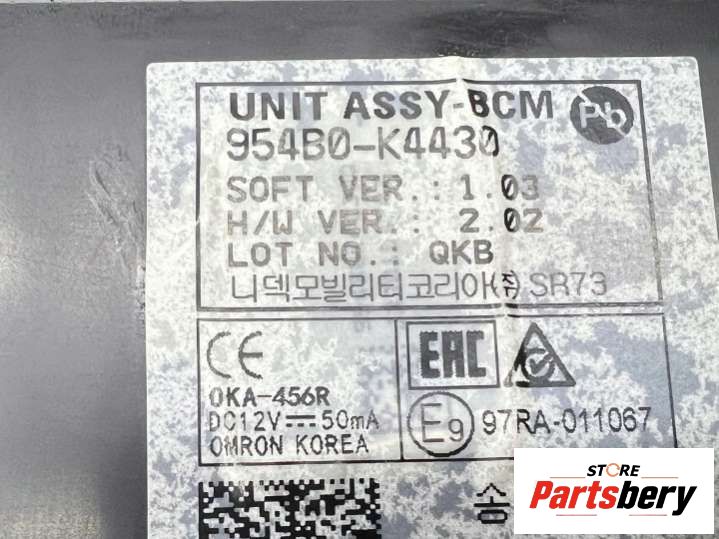 UNIT ASSY-BCM
Pb
954B0-K4430
SOFT VER.: 1.03
H/W VER.: 2.02
LOT NO.: QKB
니덱모빌리티코리아(주) SR73
CE
EAC
OKA-456R
DC12V 50mA
OMRON KOREA
E9 97RA-011067
송
STORE
Partsbery